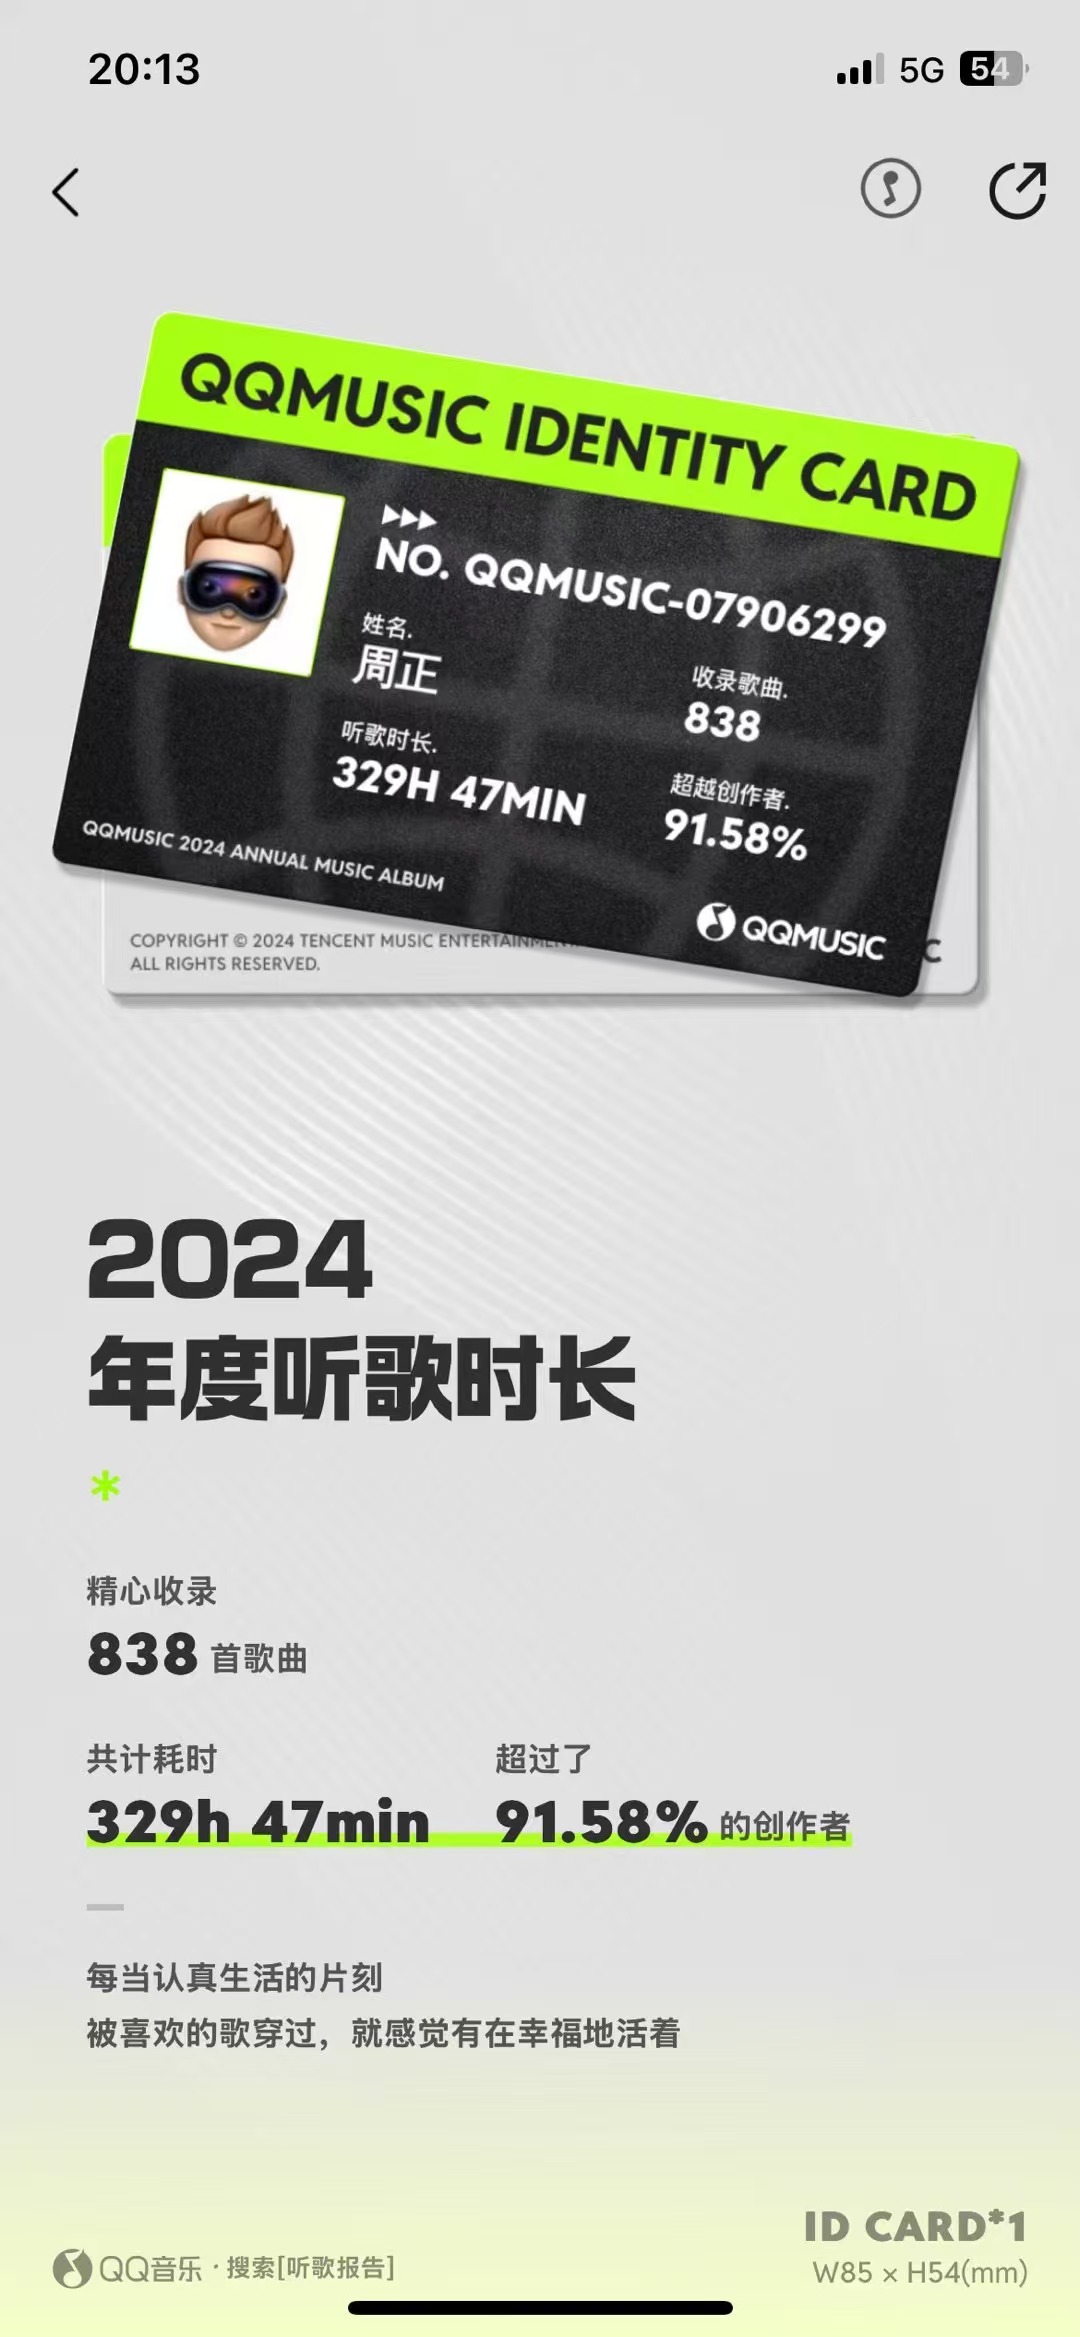 20:13
5G 54
QQMUSIC IDENTITY CARD
NO. QQMUSIC-07906299
姓名.
周正
收录歌曲.
838
听歌时长.
329H 47MIN
超越创作者.
91.58%
QQMUSIC 2024 ANNUAL MUSIC ALBUM
QQMUSIC
COPYRIGHT © 2024 TENCENT MUSIC ENTERTAINMENT
C
ALL RIGHTS RESERVED.
2024
年度听歌时长
*
精心收录
838 首歌曲
共计耗时
329h 47min
超过了
91.58% 的创作者
每当认真生活的片刻
被喜欢的歌穿过，就感觉有在幸福地活着
ID CARD*1
QQ音乐 · 搜索[听歌报告]
W85 × H54(mm)